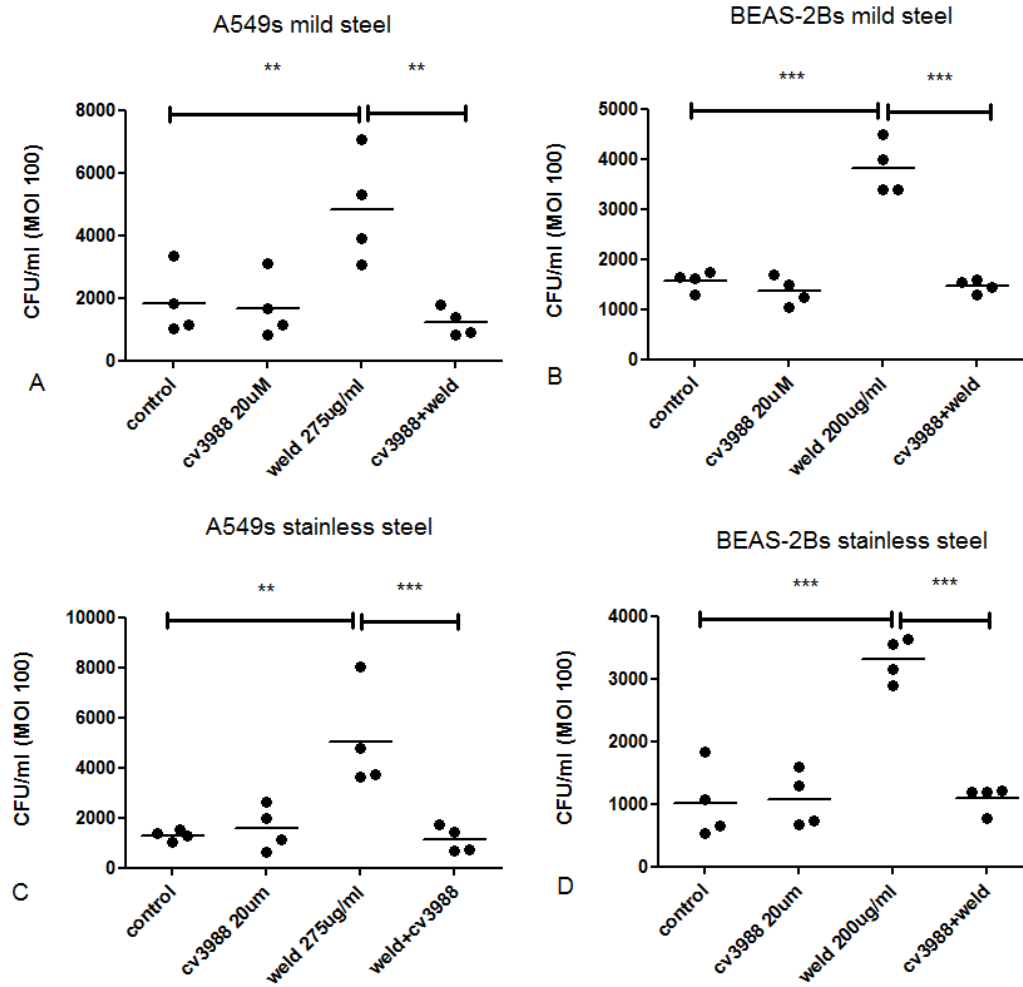 A549s mild steel
** **
CFU/ml (MOI 100)
8000
6000
4000
2000
0
control
cv3988 20uM
weld 275ug/ml
cv3988+weld
A
BEAS-2Bs mild steel
*** ***
CFU/ml (MOI 100)
5000
4000
3000
2000
1000
0
control
cv3988 20uM
weld 200ug/ml
cv3988+weld
B
A549s stainless steel
** ***
CFU/ml (MOI 100)
10000
8000
6000
4000
2000
0
control
cv3988 20um
weld 275ug/ml
weld+cv3988
C
BEAS-2Bs stainless steel
*** ***
CFU/ml (MOI 100)
4000
3000
2000
1000
0
control
cv3988 20um
weld 200ug/ml
cv3988+weld
D